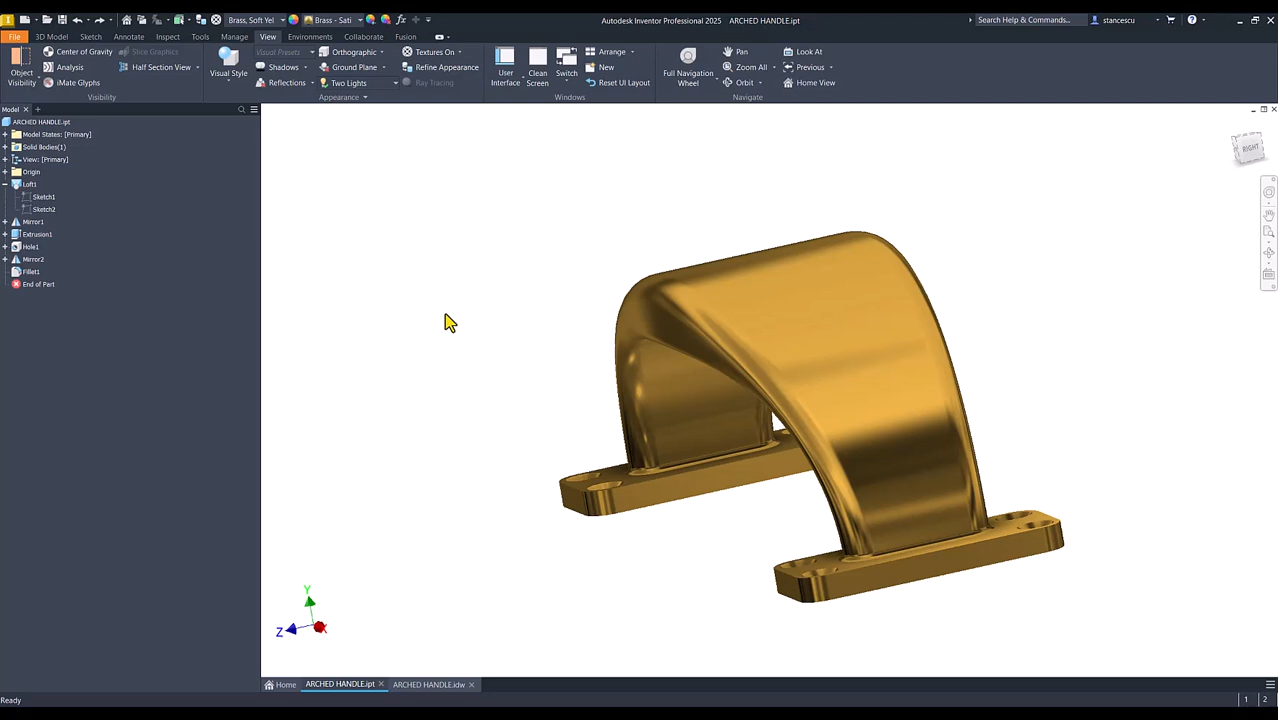 Brass, Soft Yel
Brass - Sati
fx
Autodesk Inventor Professional 2025 ARCHED HANDLE.ipt
Search Help & Commands...
stancescu
File 3D Model Sketch Annotate Inspect Tools Manage View Environments Collaborate Fusion
Object Visibility
Center of Gravity
Analysis
iMate Glyphs
Slice Graphics
Half Section View
Visibility
Visual Style
Visual Presets
Shadows
Reflections
Orthographic
Ground Plane
Two Lights
Textures On
Refine Appearance
Ray Tracing
Appearance
User Interface
Clean Screen
Switch
Arrange
New
Reset UI Layout
Windows
Full Navigation Wheel
Pan
Zoom All
Orbit
Look At
Previous
Home View
Navigate
Model
ARCHED HANDLE.ipt
Model States: [Primary]
Solid Bodies(1)
View: [Primary]
Origin
Loft1
Sketch1
Sketch2
Mirror1
Extrusion1
Hole1
Mirror2
Fillet1
End of Part
RIGHT
Y
Z
X
Home
ARCHED HANDLE.ipt
ARCHED HANDLE.idw
Ready
1 2